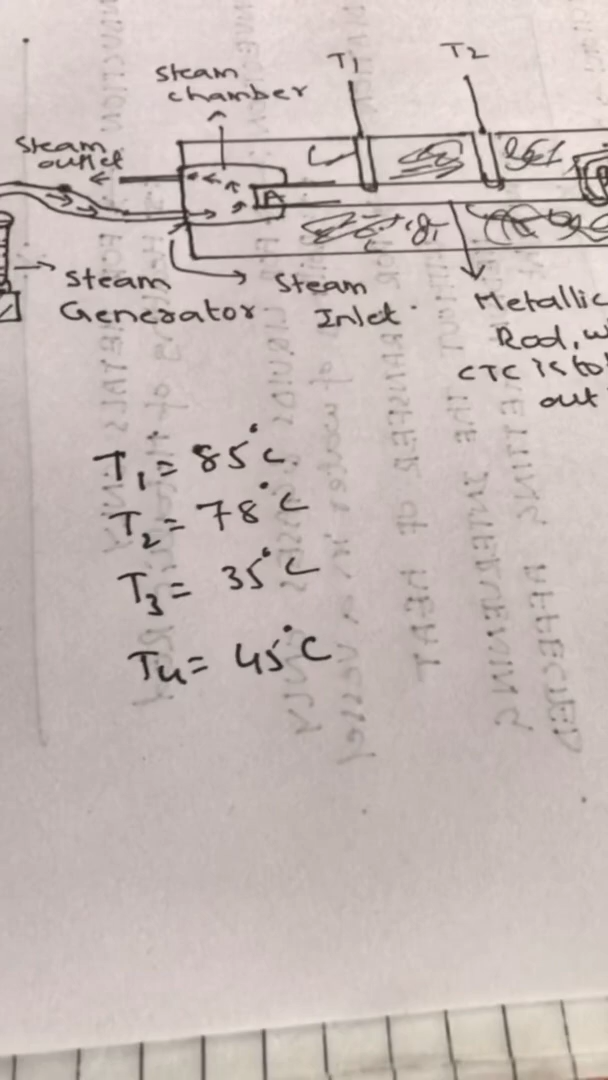 T1
T2
Steam
chamber
Steam
outlet
A
Steam
Generator
Steam
Inlet
Metallic
Rod,
CTC is to
out
T1 = 85°C
T2 = 78°C
T3 = 35°C
T4 = 45°C